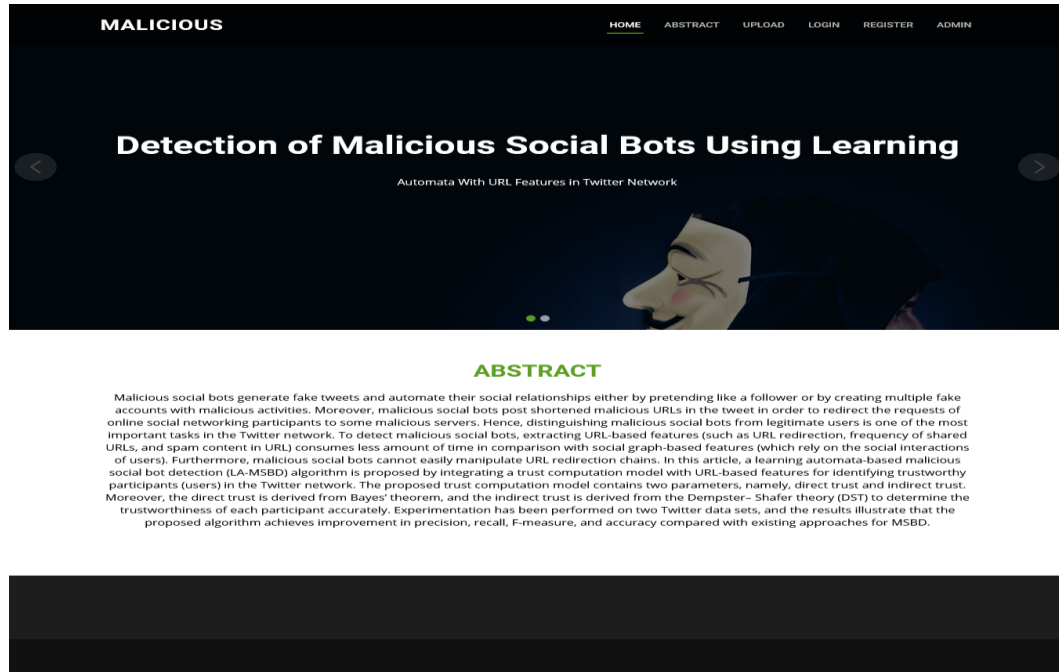 MALICIOUS
HOME ABSTRACT UPLOAD LOGIN REGISTER ADMIN
Detection of Malicious Social Bots Using Learning
Automata With URL Features in Twitter Network
ABSTRACT
Malicious social bots generate fake tweets and automate their social relationships either by pretending like a follower or by creating multiple fake
accounts with malicious activities. Moreover, malicious social bots post shortened malicious URLs in the tweet in order to redirect the requests of
online social networking participants to some malicious servers. Hence, distinguishing malicious social bots from legitimate users is one of the most
important tasks in the Twitter network. To detect malicious social bots, extracting URL-based features (such as URL redirection, frequency of shared
URLs, and spam content in URL) consumes less amount of time in comparison with social graph-based features (which rely on the social interactions
of users). Furthermore, malicious social bots cannot easily manipulate URL redirection chains. In this article, a learning automata-based malicious
social bot detection (LA-MSBD) algorithm is proposed by integrating a trust computation model with URL-based features for identifying trustworthy
participants (users) in the Twitter network. The proposed trust computation model contains two parameters, namely, direct trust and indirect trust.
Moreover, the direct trust is derived from Bayes' theorem, and the indirect trust is derived from the Dempster– Shafer theory (DST) to determine the
trustworthiness of each participant accurately. Experimentation has been performed on two Twitter data sets, and the results illustrate that the
proposed algorithm achieves improvement in precision, recall, F-measure, and accuracy compared with existing approaches for MSBD.